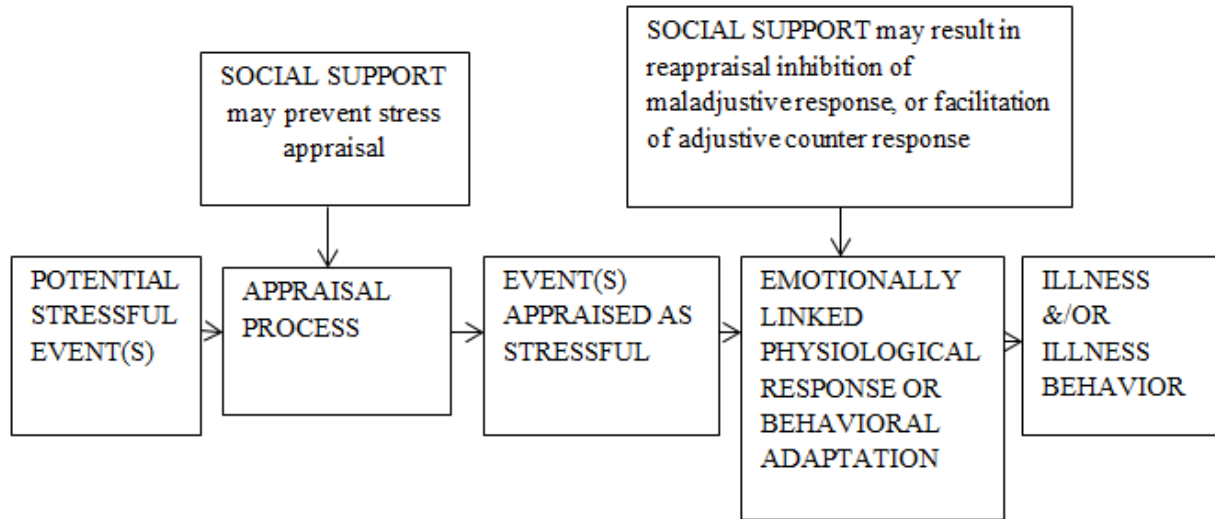 SOCIAL SUPPORT
may prevent stress
appraisal
SOCIAL SUPPORT may result in
reappraisal inhibition of
maladjustive response, or facilitation
of adjustive counter response
POTENTIAL
STRESSFUL
EVENT(S)
APPRAISAL
PROCESS
EVENT(S)
APPRAISED AS
STRESSFUL
EMOTIONALLY
LINKED
PHYSIOLOGICAL
RESPONSE OR
BEHAVIORAL
ADAPTATION
ILLNESS
&/OR
ILLNESS
BEHAVIOR